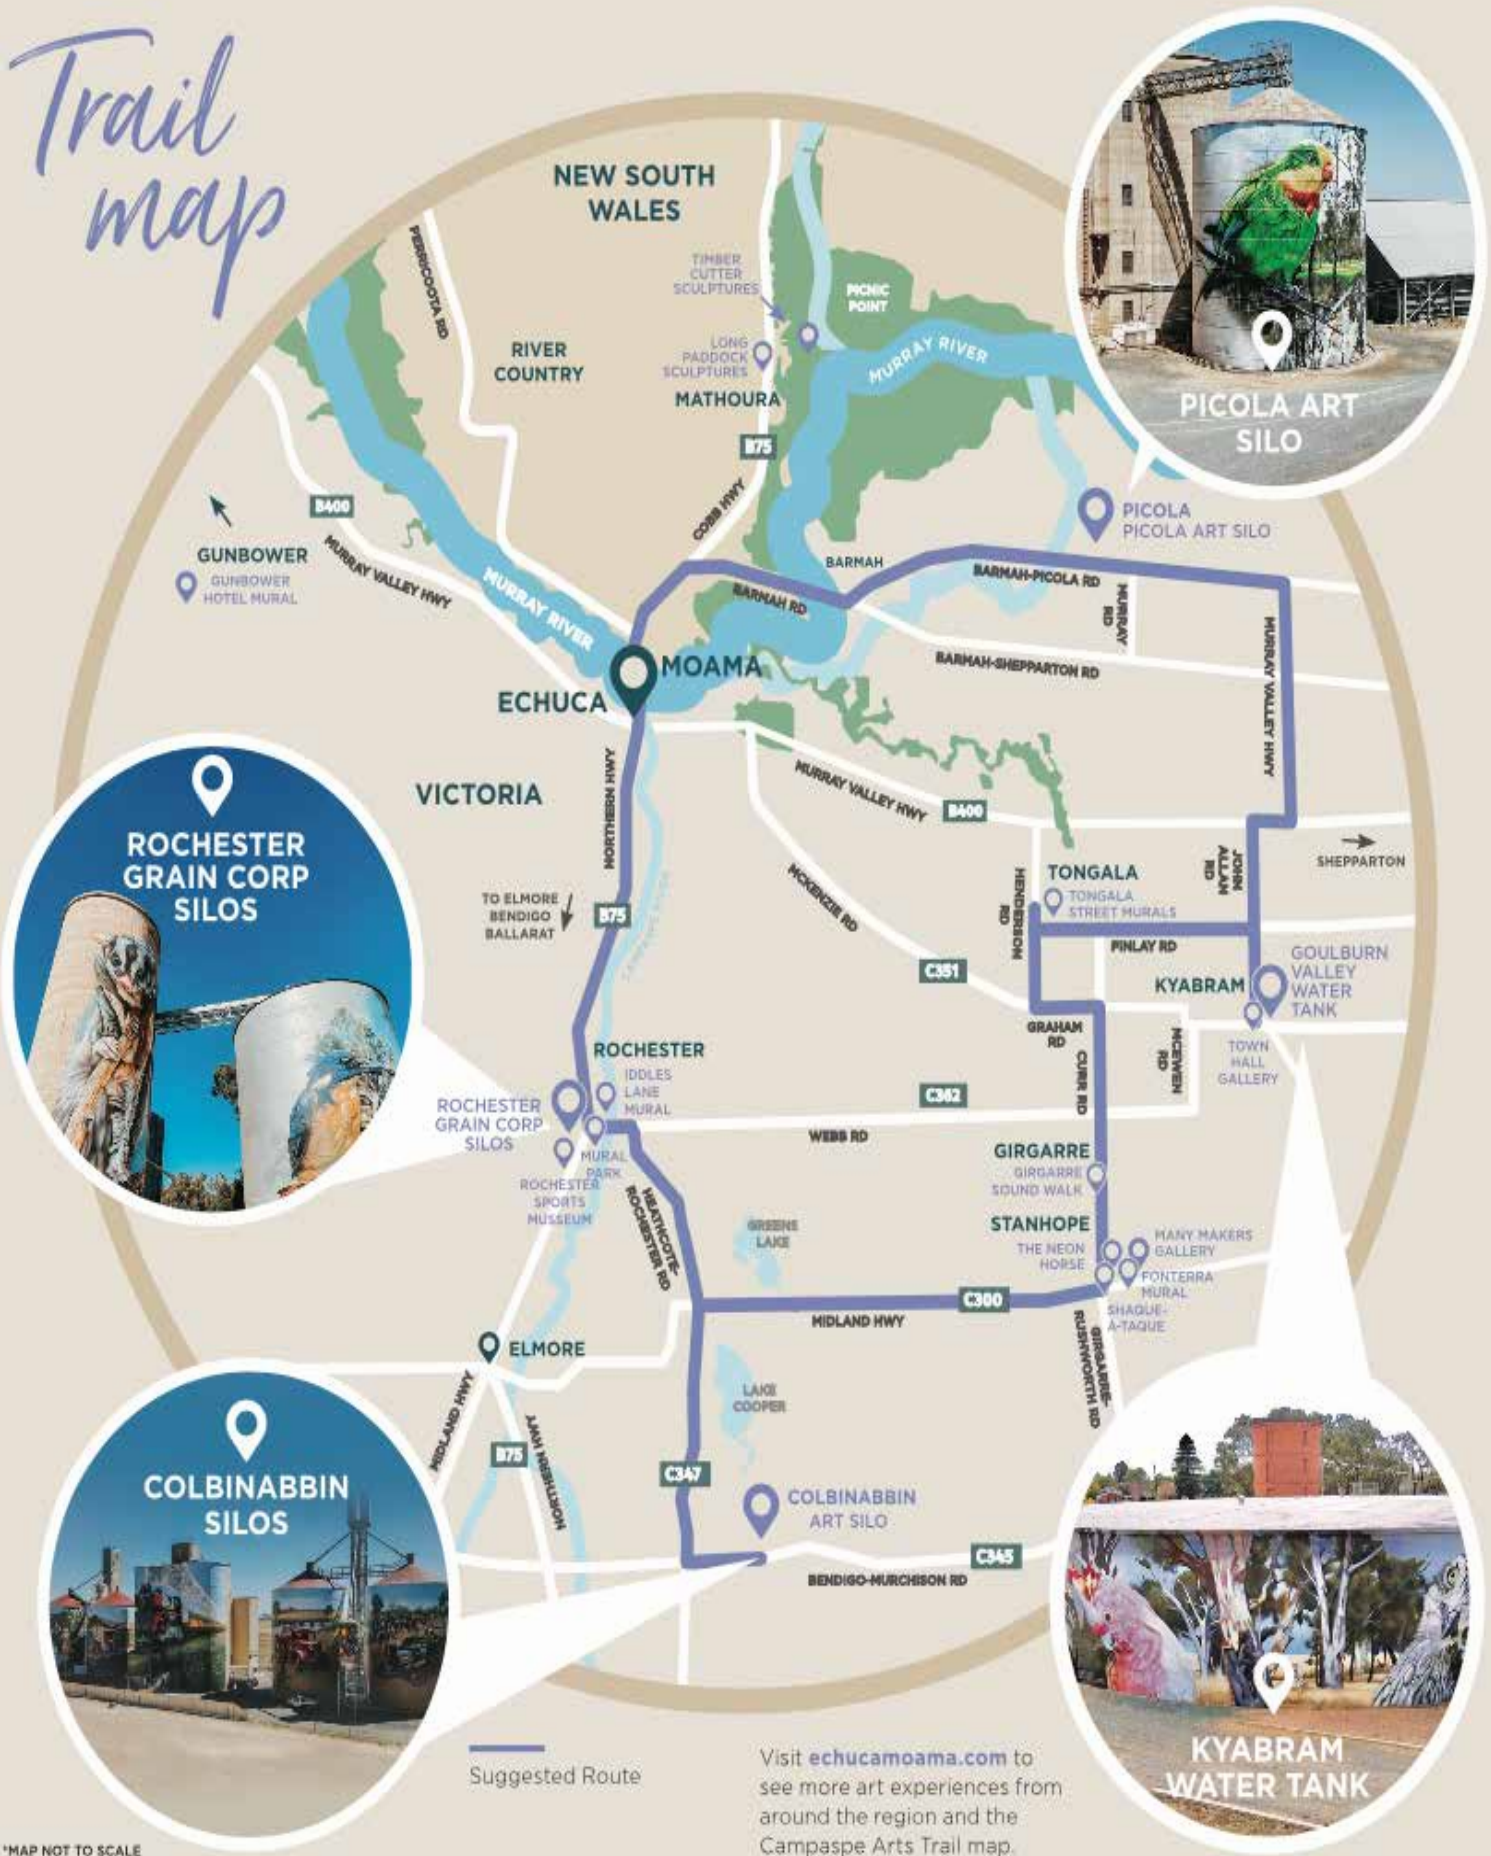 Trail
map
NEW SOUTH
WALES
PERRICOOTA RD
TIMBER
CUTTER
SCULPTURES
PICNIC
POINT
RIVER
COUNTRY
LONG
PADDOCK
SCULPTURES
MURRAY RIVER
MATHOURA
B75
COBB HWY
PICOLA ART
SILO
B400
GUNBOWER
GUNBOWER
HOTEL MURAL
MURRAY VALLEY HWY
MURRAY RIVER
PICOLA
PICOLA ART SILO
BARMAH
BARMAH-PICOLA RD
BARMAH RD
MURRAY
RD
MURRAY VALLEY HWY
BARMAH-SHEPPARTON RD
MOAMA
ECHUCA
VICTORIA
NORTHERN HWY
MURRAY VALLEY HWY
B400
ROCHESTER
GRAIN CORP
SILOS
TO ELMORE
BENDIGO
BALLARAT
B75
CAMPASPE RIVER
MCKENZIE RD
HENDERSON
RD
TONGALA
TONGALA
STREET MURALS
JOHN
ALLAN
RD
SHEPPARTON
FINLAY RD
C351
KYABRAM
GOULBURN
VALLEY
WATER
TANK
GRAHAM
RD
CURR RD
MCEWEN
RD
TOWN
HALL
GALLERY
ROCHESTER
IDDLES
LANE
MURAL
ROCHESTER
GRAIN CORP
SILOS
MURAL
PARK
ROCHESTER
SPORTS
MUSSEUM
C362
WEBB RD
GIRGARRE
GIRGARRE
SOUND WALK
HEATHCOTE-
ROCHESTER RD
GREENS
LAKE
STANHOPE
THE NEON
HORSE
MANY MAKERS
GALLERY
FONTERRA
MURAL
SHAQUE-
A-TAQUE
C300
MIDLAND HWY
GIRGARRE-
RUSHWORTH RD
ELMORE
MIDLAND HWY
B75
NORTHERN HWY
LAKE
COOPER
C347
COLBINABBIN
SILOS
COLBINABBIN
ART SILO
C345
BENDIGO-MURCHISON RD
KYABRAM
WATER TANK
Suggested Route
Visit echucamoama.com to
see more art experiences from
around the region and the
Campaspe Arts Trail map.
*MAP NOT TO SCALE